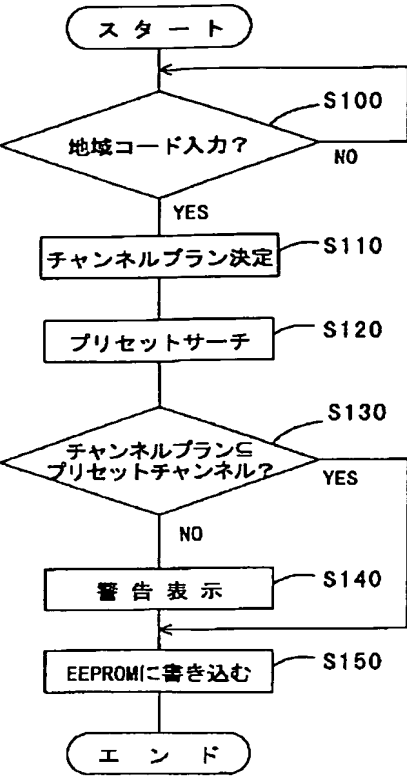 スタート
S100
地域コード入力?
NO
YES
チャンネルプラン決定
S110
プリセットサーチ
S120
S130
チャンネルプラン⊆
プリセットチャンネル?
YES
NO
警告表示
S140
EEPROMに書き込む
S150
エンド